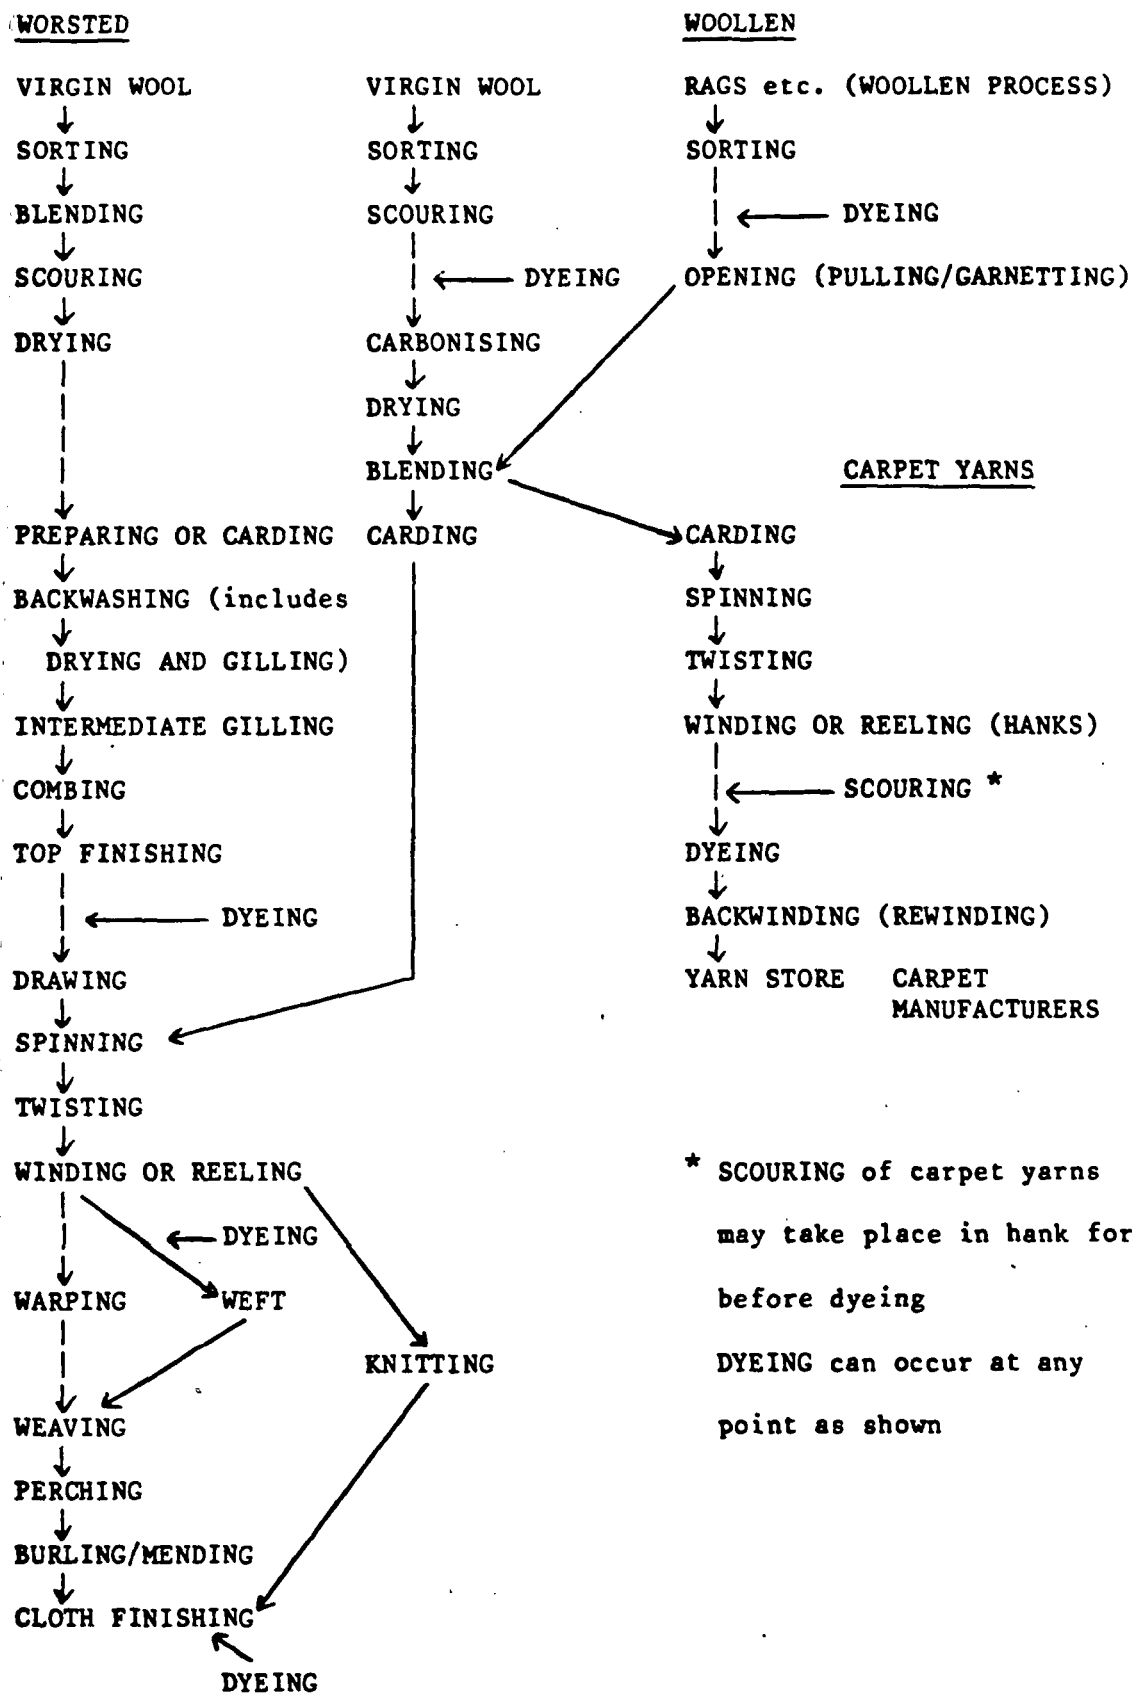 WORSTED
WOOLLEN
VIRGIN WOOL
VIRGIN WOOL
RAGS etc. (WOOLLEN PROCESS)
SORTING
SORTING
SORTING
BLENDING
SCOURING
DYEING
SCOURING
DYEING
OPENING (PULLING/GARNETTING)
DRYING
CARBONISING
DRYING
BLENDING
CARPET YARNS
PREPARING OR CARDING
CARDING
CARDING
BACKWASHING (includes
SPINNING
DRYING AND GILLING)
TWISTING
INTERMEDIATE GILLING
WINDING OR REELING (HANKS)
COMBING
SCOURING *
TOP FINISHING
DYEING
DYEING
BACKWINDING (REWINDING)
DRAWING
YARN STORE
CARPET
MANUFACTURERS
SPINNING
TWISTING
WINDING OR REELING
* SCOURING of carpet yarns
DYEING
may take place in hank for
WARPING
WEFT
before dyeing
KNITTING
DYEING can occur at any
WEAVING
point as shown
PERCHING
BURLING/MENDING
CLOTH FINISHING
DYEING